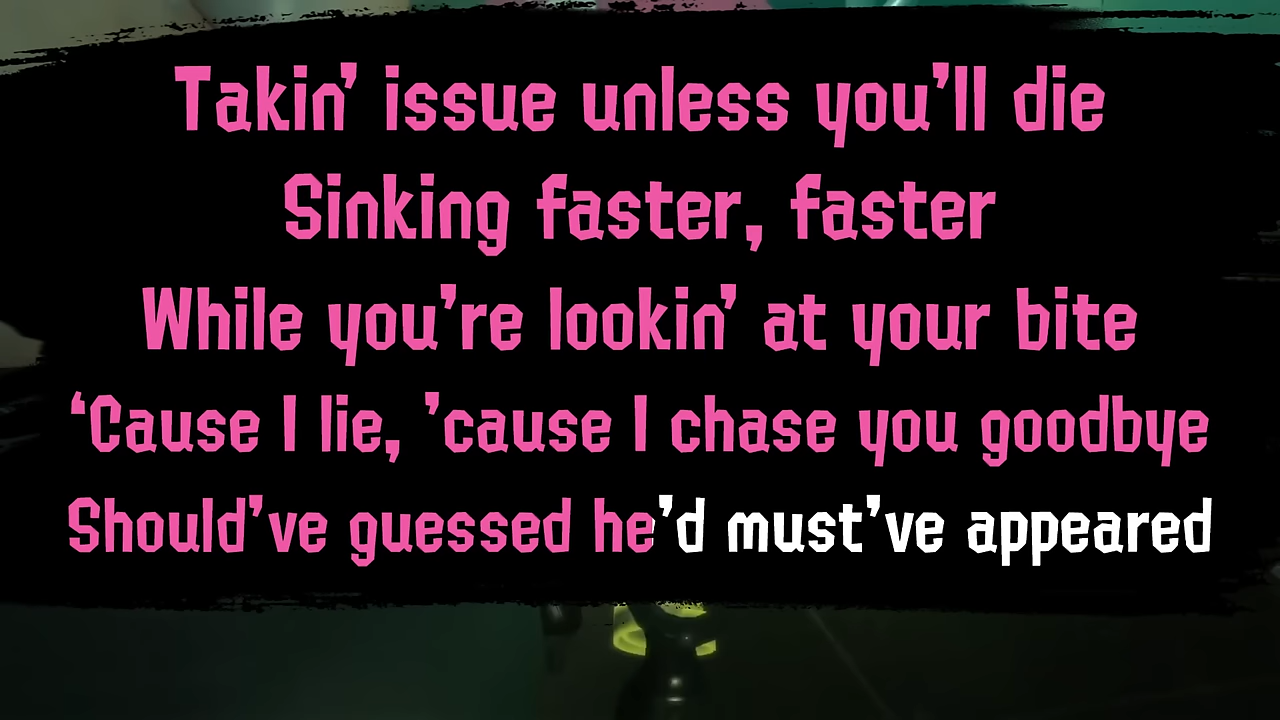 Takin’ issue unless you’ll die
Sinking faster, faster
While you’re lookin’ at your bite
‘Cause I lie, ’cause I chase you goodbye
Should’ve guessed he’d must’ve appeared